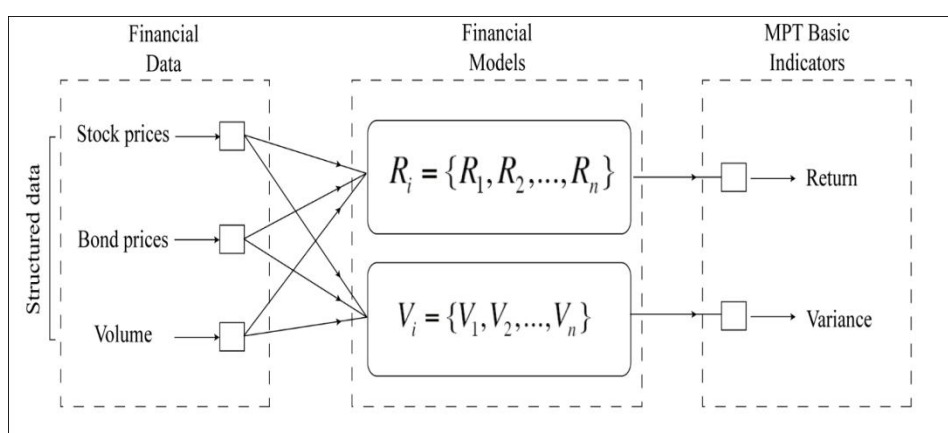 Financial
Data
Financial
Models
MPT Basic
Indicators
Structured data
Stock prices
Bond prices
Volume
R_i = {R_1, R_2,..., R_n}
V_i = {V_1, V_2,..., V_n}
Return
Variance